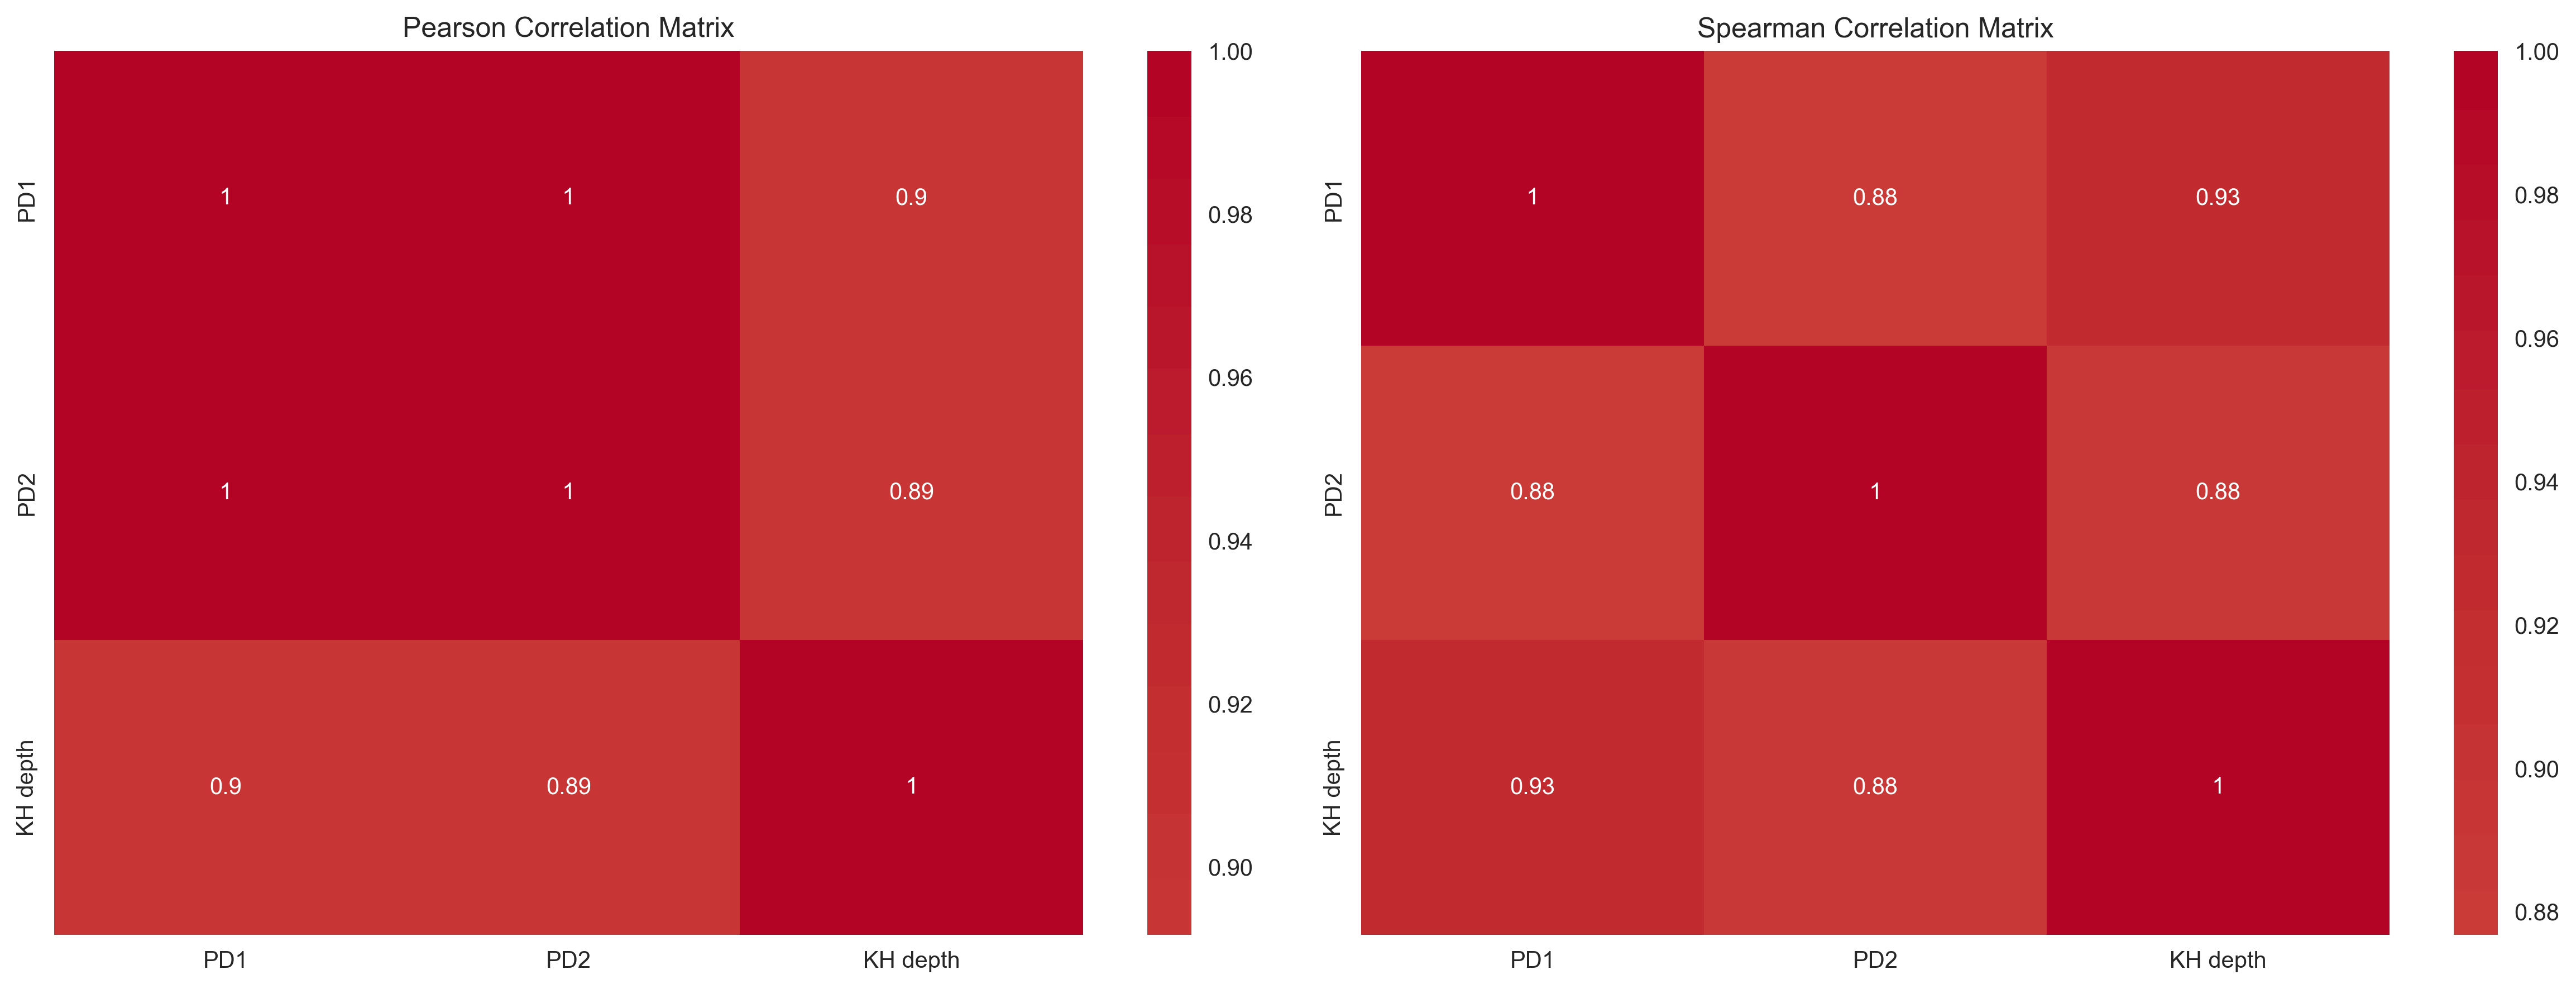 Pearson Correlation Matrix
PD1
PD2
KH depth
1
1
0.9
1
1
0.89
0.9
0.89
1
PD1
PD2
KH depth
1.00
0.98
0.96
0.94
0.92
0.90
Spearman Correlation Matrix
PD1
PD2
KH depth
1
0.88
0.93
0.88
1
0.88
0.93
0.88
1
PD1
PD2
KH depth
1.00
0.98
0.96
0.94
0.92
0.90
0.88